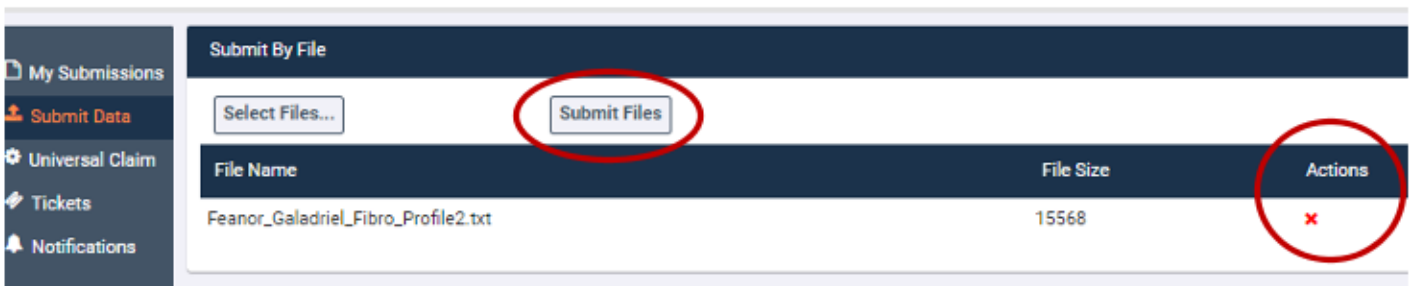 My Submissions
Submit Data
Universal Claim
Tickets
Notifications
Submit By File
Select Files... Submit Files
File Name File Size Actions
Feanor_Galadriel_Fibro_Profile2.txt 15568